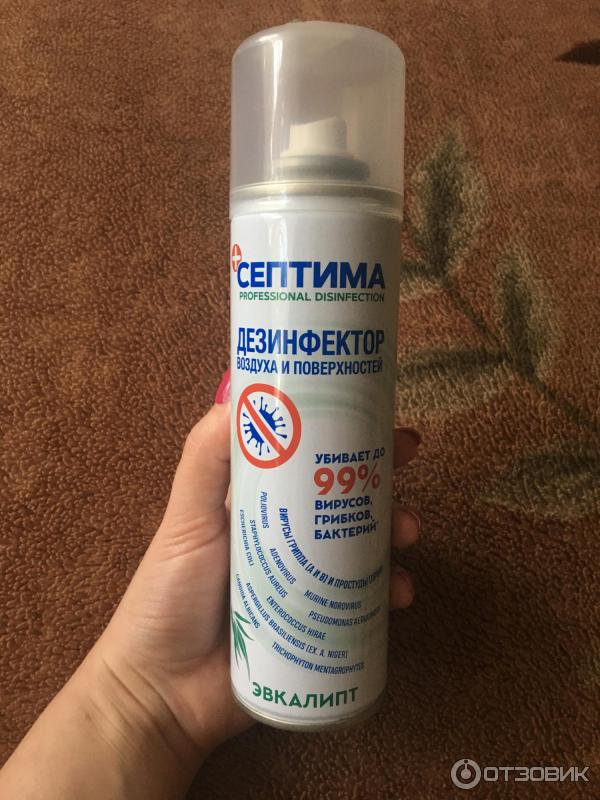 СЕПТИМА
PROFESSIONAL DISINFECTION
ДЕЗИНФЕКТОР
ВОЗДУХА И ПОВЕРХНОСТЕЙ
УБИВАЕТ ДО
99%
ВИРУСОВ,
ГРИБКОВ,
БАКТЕРИЙ
ВИРУСЫ ГРИППА (A И B) И ПРОСТУДЫ
POLIOVIRUS
ADENOVIRUS
MURINE NOROVIRUS
STAPHYLOCOCCUS AUREUS
PSEUDOMONAS AERUGINOSA
ESCHERICHIA COLI
ENTEROCOCCUS HIRAE
ASPERGILLUS BRASILIENSIS (EX. A. NIGER)
CANDIDA ALBICANS
TRICHOPHYTON MENTAGROPHYTES
ЭВКАЛИПТ
ОТЗОВИК